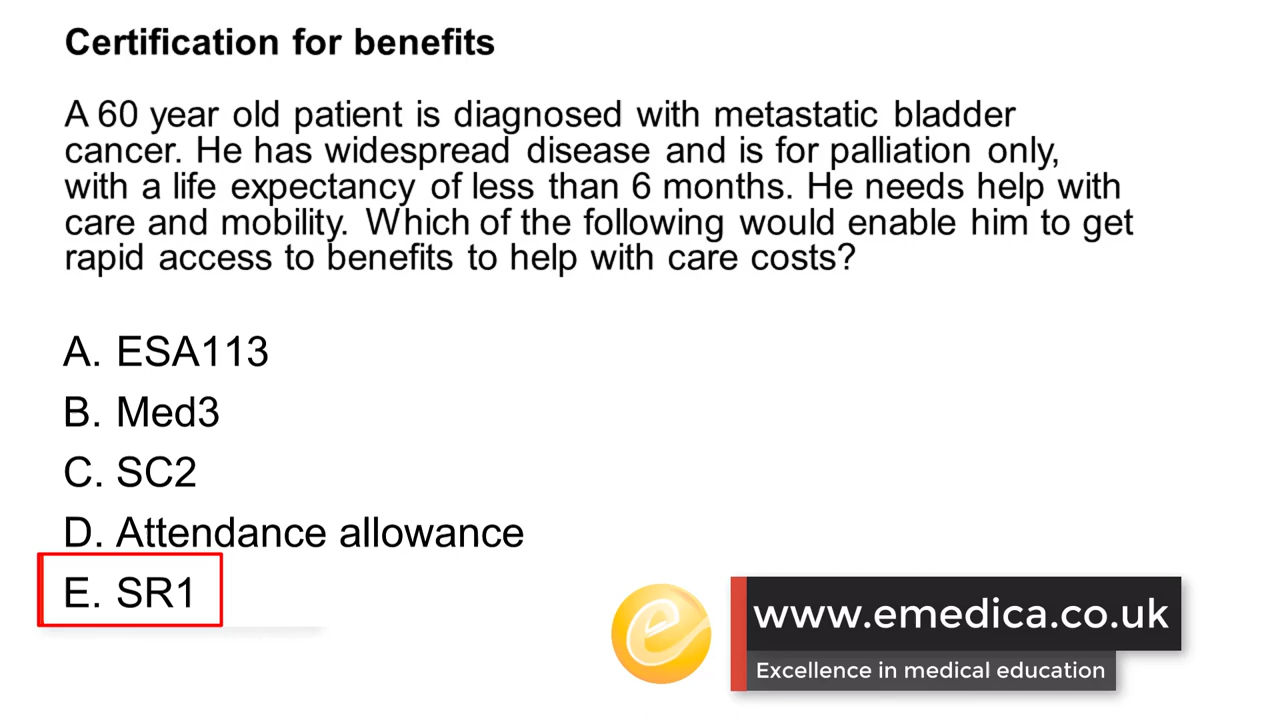 Certification for benefits
A 60 year old patient is diagnosed with metastatic bladder
cancer. He has widespread disease and is for palliation only,
with a life expectancy of less than 6 months. He needs help with
care and mobility. Which of the following would enable him to get
rapid access to benefits to help with care costs?
A. ESA113
B. Med3
C. SC2
D. Attendance allowance
E. SR1
e
www.emedica.co.uk
Excellence in medical education